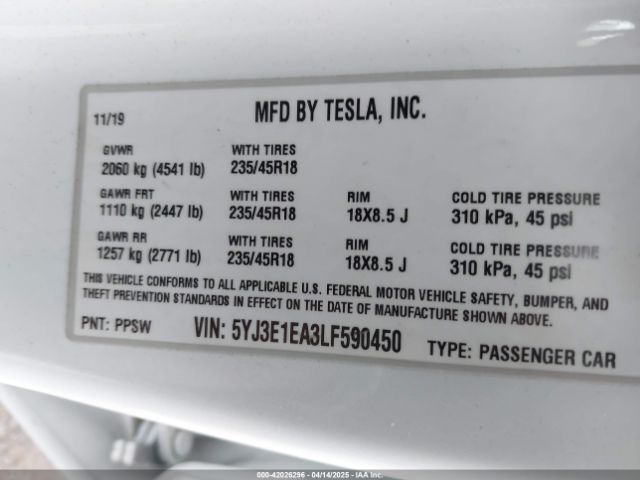 11/19 MFD BY TESLA, INC.
GVWR WITH TIRES
2060 kg (4541 lb) 235/45R18
GAWR FRT WITH TIRES RIM COLD TIRE PRESSURE
1110 kg (2447 lb) 235/45R18 18X8.5 J 310 kPa, 45 psi
GAWR RR WITH TIRES RIM COLD TIRE PRESSURE
1257 kg (2771 lb) 235/45R18 18X8.5 J 310 kPa, 45 psi
THIS VEHICLE CONFORMS TO ALL APPLICABLE U.S. FEDERAL MOTOR VEHICLE SAFETY, BUMPER, AND
THEFT PREVENTION STANDARDS IN EFFECT ON THE DATE OF MANUFACTURE SHOWN ABOVE.
PNT: PPSW VIN: 5YJ3E1EA3LF590450 TYPE: PASSENGER CAR
000-42026296 - 04/14/2025 - IAA Inc.